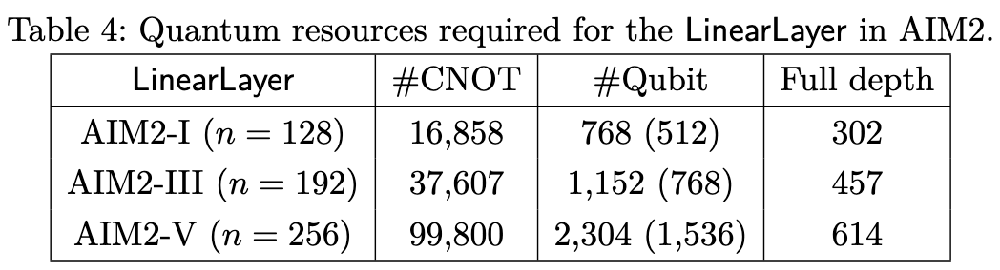 Table 4: Quantum resources required for the LinearLayer in AIM2.
LinearLayer #CNOT #Qubit Full depth
AIM2-I (n = 128) 16,858 768 (512) 302
AIM2-III (n = 192) 37,607 1,152 (768) 457
AIM2-V (n = 256) 99,800 2,304 (1,536) 614